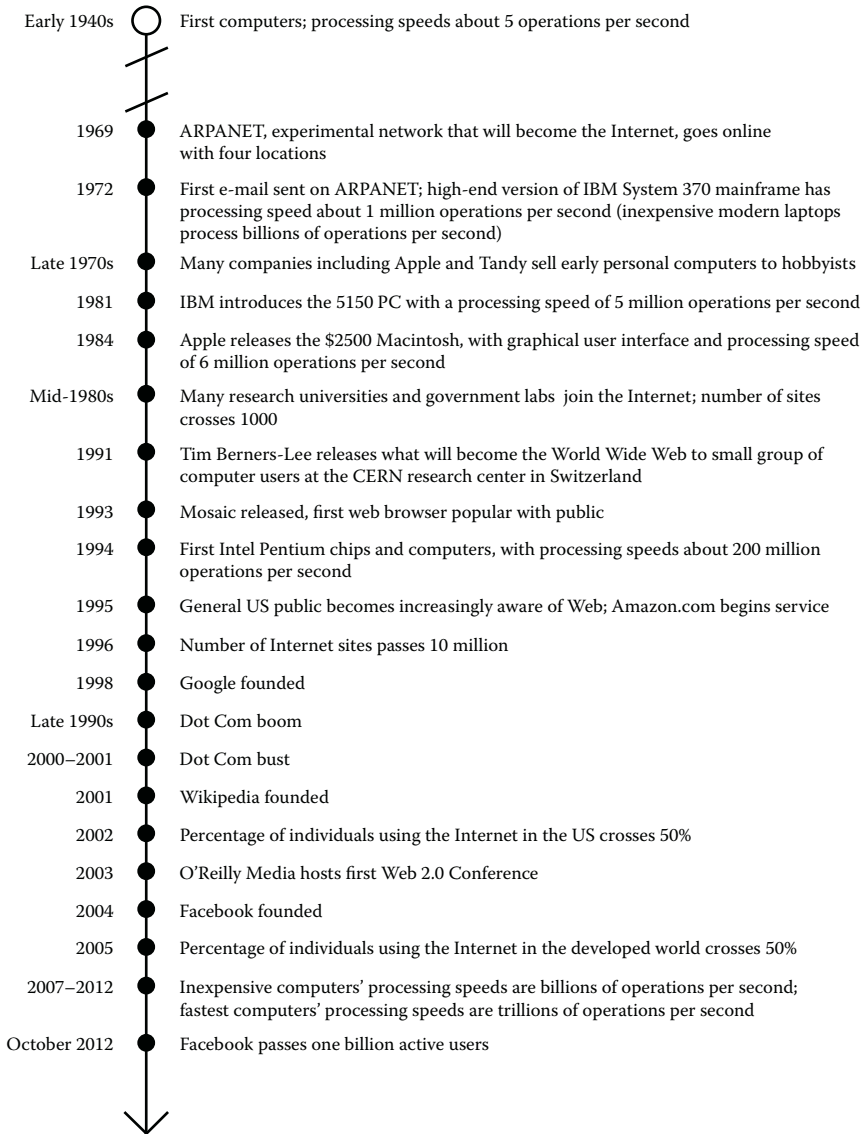 Early 1940s First computers; processing speeds about 5 operations per second
1969 ARPANET, experimental network that will become the Internet, goes online
with four locations
1972 First e-mail sent on ARPANET; high-end version of IBM System 370 mainframe has
processing speed about 1 million operations per second (inexpensive modern laptops
process billions of operations per second)
Late 1970s Many companies including Apple and Tandy sell early personal computers to hobbyists
1981 IBM introduces the 5150 PC with a processing speed of 5 million operations per second
1984 Apple releases the $2500 Macintosh, with graphical user interface and processing speed
of 6 million operations per second
Mid-1980s Many research universities and government labs join the Internet; number of sites
crosses 1000
1991 Tim Berners-Lee releases what will become the World Wide Web to small group of
computer users at the CERN research center in Switzerland
1993 Mosaic released, first web browser popular with public
1994 First Intel Pentium chips and computers, with processing speeds about 200 million
operations per second
1995 General US public becomes increasingly aware of Web; Amazon.com begins service
1996 Number of Internet sites passes 10 million
1998 Google founded
Late 1990s Dot Com boom
2000–2001 Dot Com bust
2001 Wikipedia founded
2002 Percentage of individuals using the Internet in the US crosses 50%
2003 O’Reilly Media hosts first Web 2.0 Conference
2004 Facebook founded
2005 Percentage of individuals using the Internet in the developed world crosses 50%
2007–2012 Inexpensive computers’ processing speeds are billions of operations per second;
fastest computers’ processing speeds are trillions of operations per second
October 2012 Facebook passes one billion active users